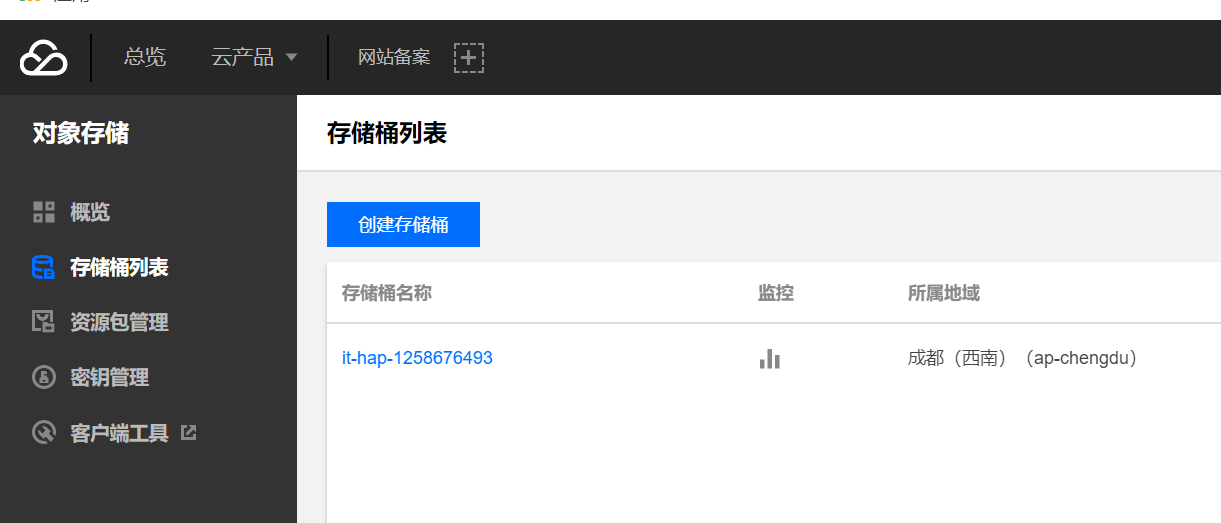 总览 云产品 网站备案
对象存储
存储桶列表
概览
创建存储桶
存储桶列表
存储桶名称 监控 所属地域
资源包管理
it-hap-1258676493 成都（西南）（ap-chengdu）
密钥管理
客户端工具